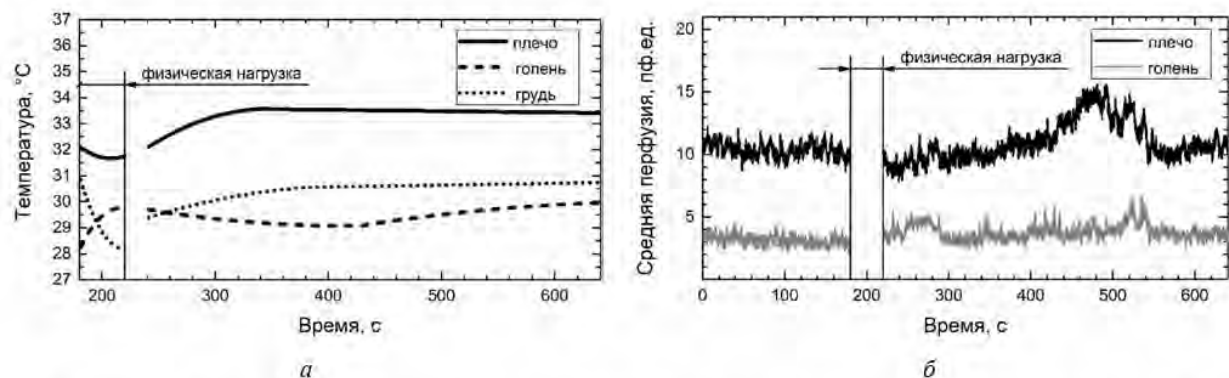 37
36
35
34
33
32
31
30
29
28
27
Температура, °C
физическая нагрузка
плечо
голень
грудь
200 300 400 500 600
Время, с
а
20
15
10
5
Средняя перфузия, пф.ед.
физическая нагрузка
плечо
голень
0 100 200 300 400 500 600
Время, с
б